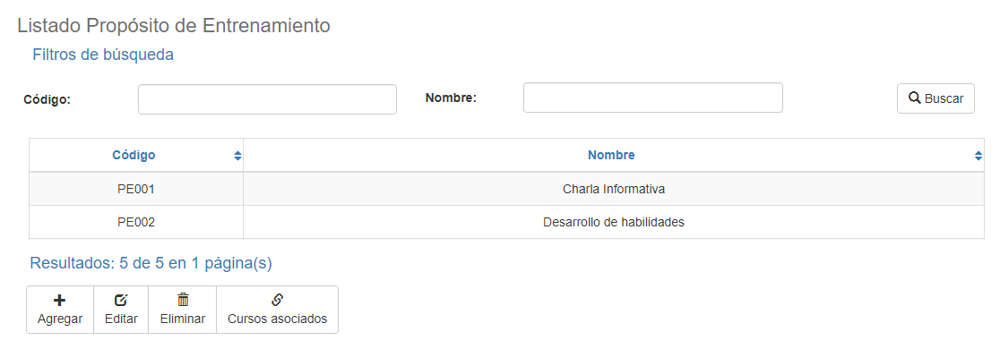 Listado Propósito de Entrenamiento
Filtros de búsqueda
Código: Nombre: Buscar
Código Nombre
PE001 Charla Informativa
PE002 Desarrollo de habilidades
Resultados: 5 de 5 en 1 página(s)
Agregar Editar Eliminar Cursos asociados